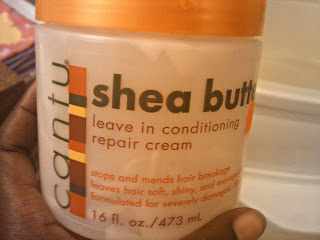 cantu
shea butt
leave in conditioning
repair cream
stops and mends hair breakage
leaves hair soft, shiny, and
formulated for severely damaged,
16 fl. oz./473 mL